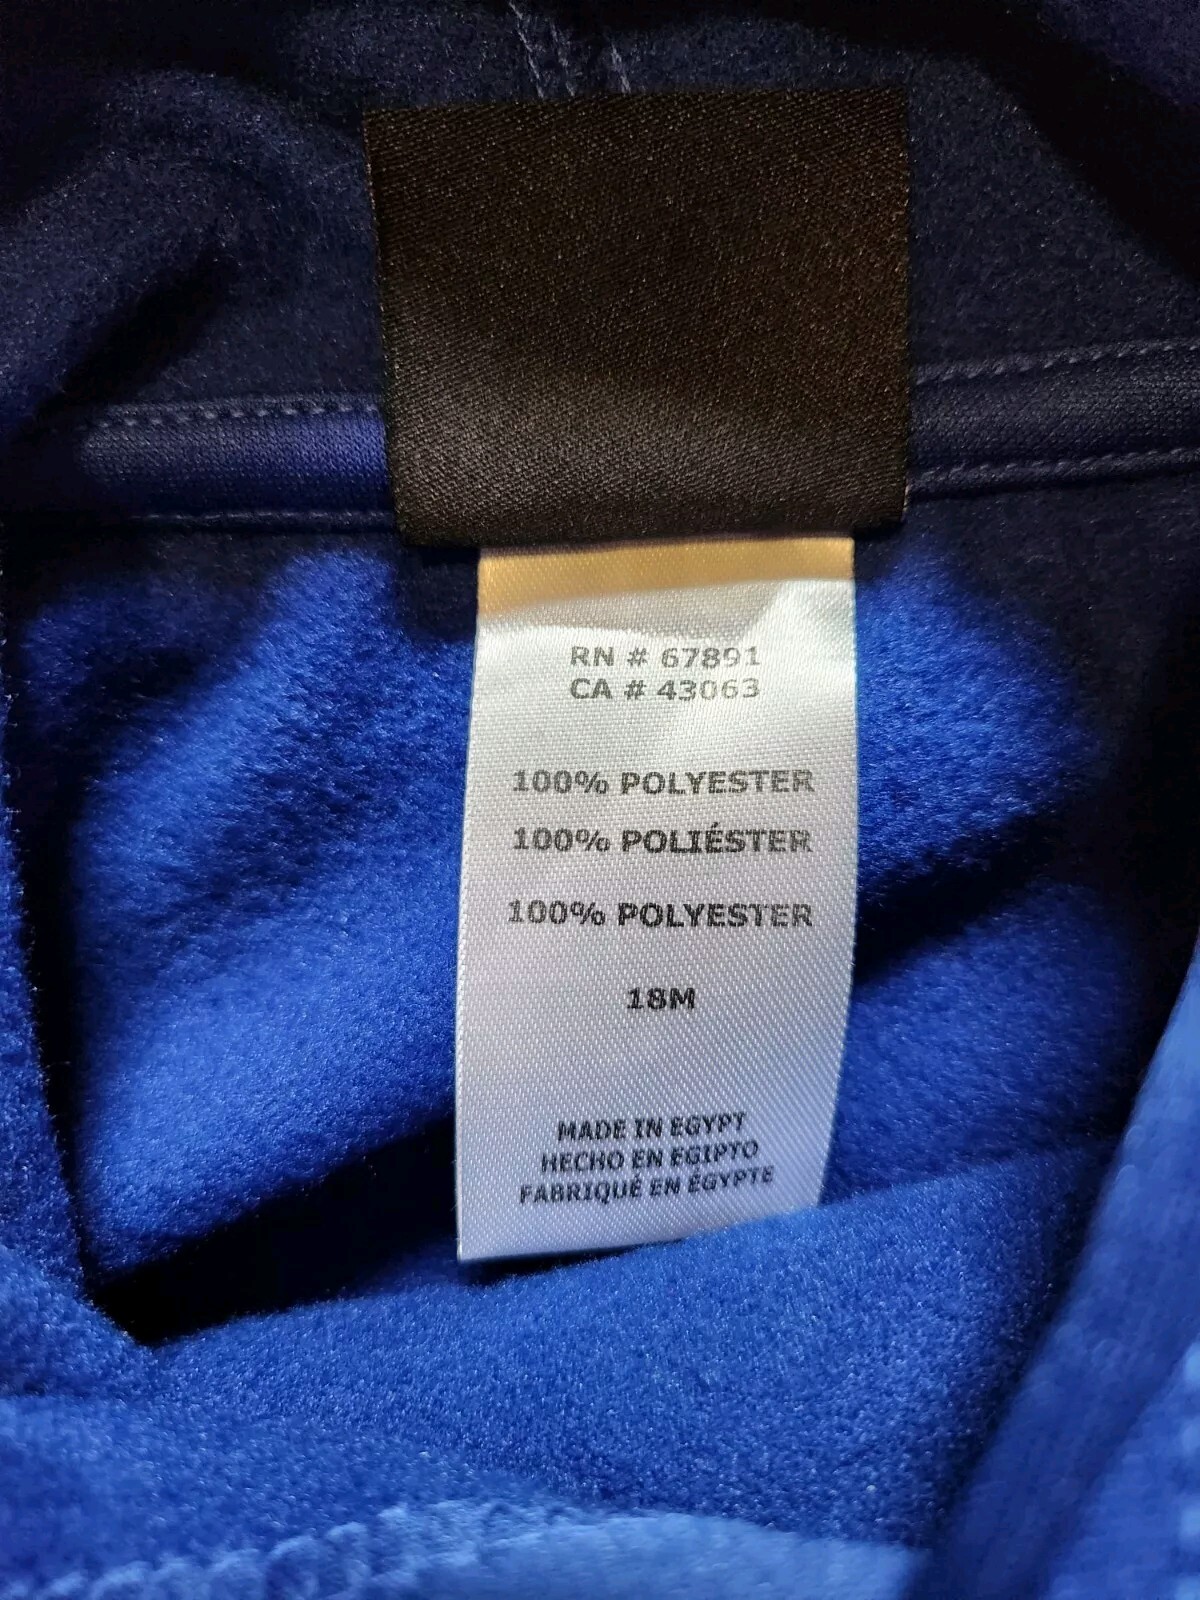 RN # 67891
CA # 43063
100% POLYESTER
100% POLIÉSTER
100% POLYESTER
18M
MADE IN EGYPT
HECHO EN EGIPTO
FABRIQUÉ EN ÉGYPTE